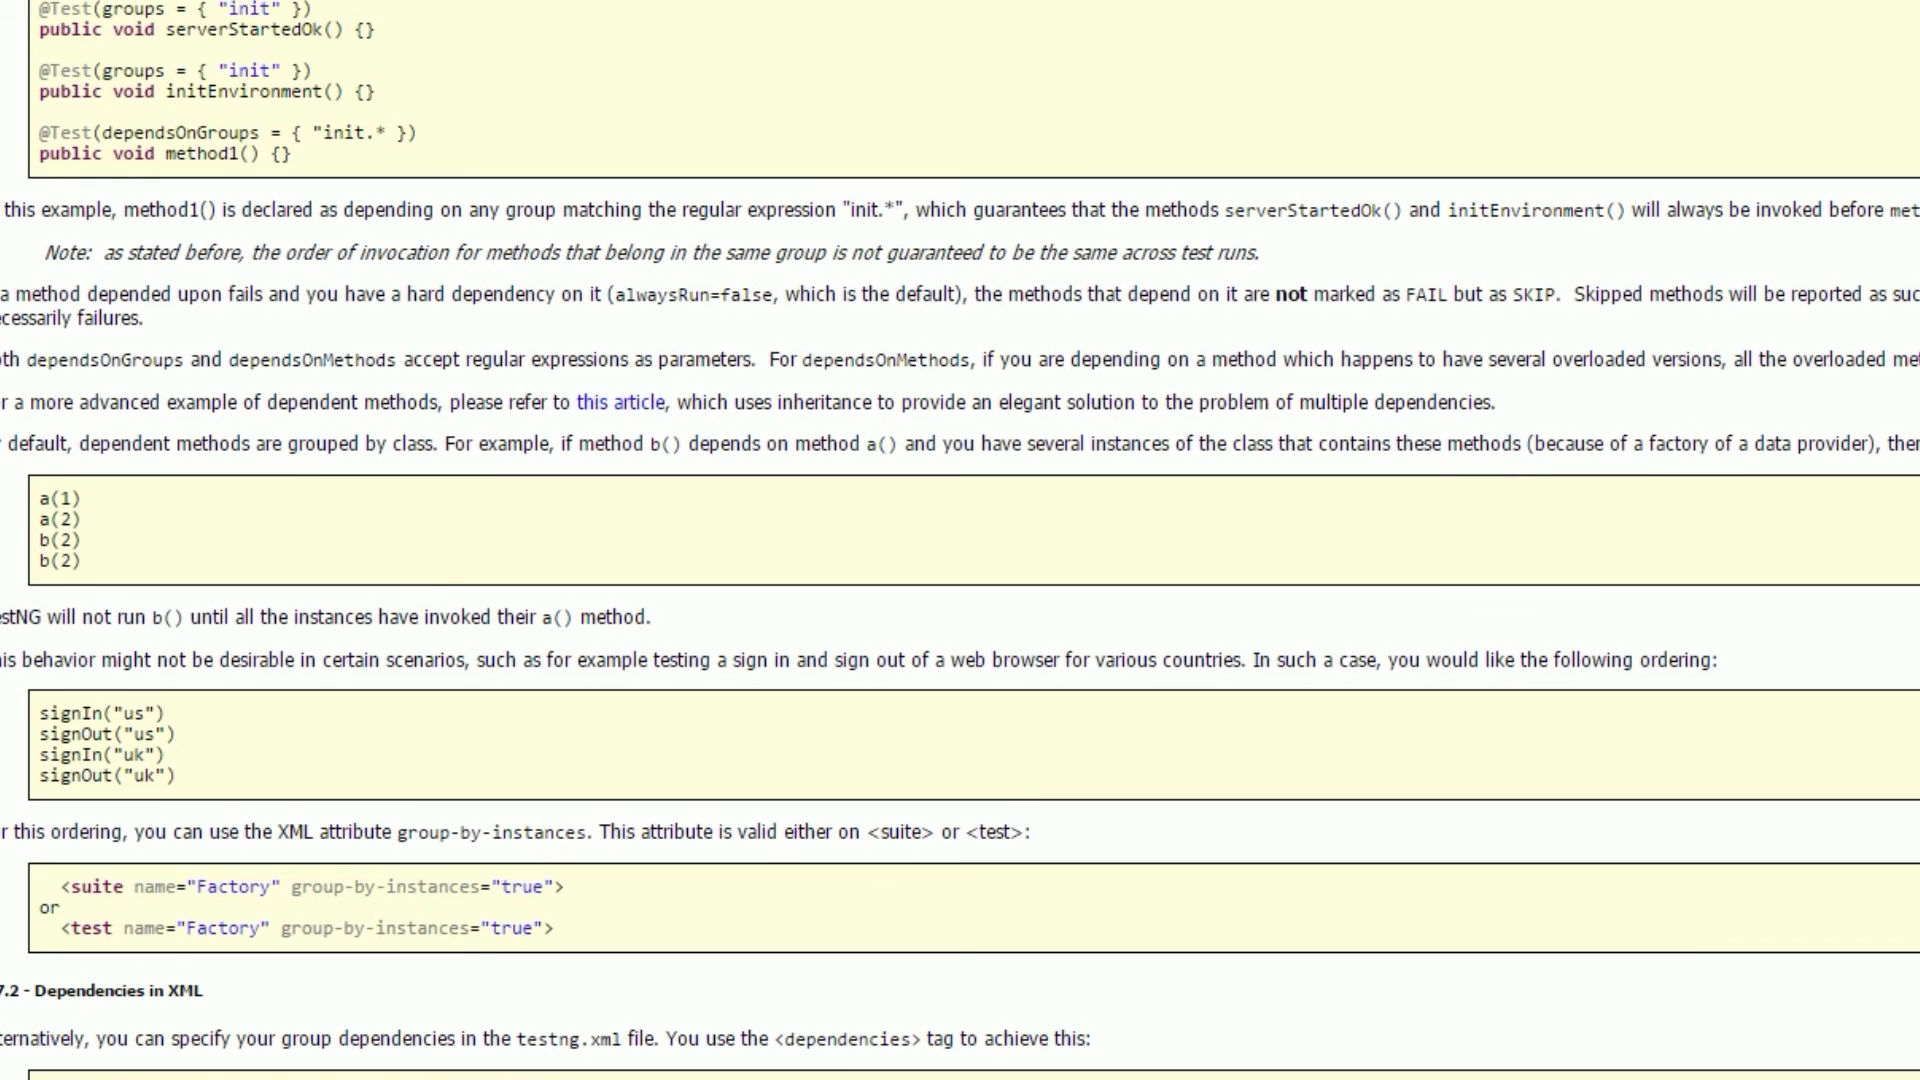 @Test(groups = { "init" })
public void serverStartedOk() {}
@Test(groups = { "init" })
public void initEnvironment() {}
@Test(dependsOnGroups = { "init.* })
public void method1() {}
this example, method1() is declared as depending on any group matching the regular expression "init.*", which guarantees that the methods serverStartedOk() and initEnvironment() will always be invoked before
Note: as stated before, the order of invocation for methods that belong in the same group is not guaranteed to be the same across test runs.
a method depended upon fails and you have a hard dependency on it (alwaysRun=false, which is the default), the methods that depend on it are not marked as FAIL but as SKIP. Skipped methods will be reported as
cessarily failures.
dependsOnGroups and dependsOnMethods accept regular expressions as parameters. For dependsOnMethods, if you are depending on a method which happens to have several overloaded versions, all the overloaded
r a more advanced example of dependent methods, please refer to this article, which uses inheritance to provide an elegant solution to the problem of multiple dependencies.
default, dependent methods are grouped by class. For example, if method b() depends on method a() and you have several instances of the class that contains these methods (because of a factory of a data provider), then
a(1)
a(2)
b(2)
b(2)
estNG will not run b() until all the instances have invoked their a() method.
is behavior might not be desirable in certain scenarios, such as for example testing a sign in and sign out of a web browser for various countries. In such a case, you would like the following ordering:
signIn("us")
signOut("us")
signIn("uk")
signOut("uk")
r this ordering, you can use the XML attribute group-by-instances. This attribute is valid either on <suite> or <test>:
<suite name="Factory" group-by-instances="true">
or
<test name="Factory" group-by-instances="true">
7.2 - Dependencies in XML
ternatively, you can specify your group dependencies in the testng.xml file. You use the <dependencies> tag to achieve this: